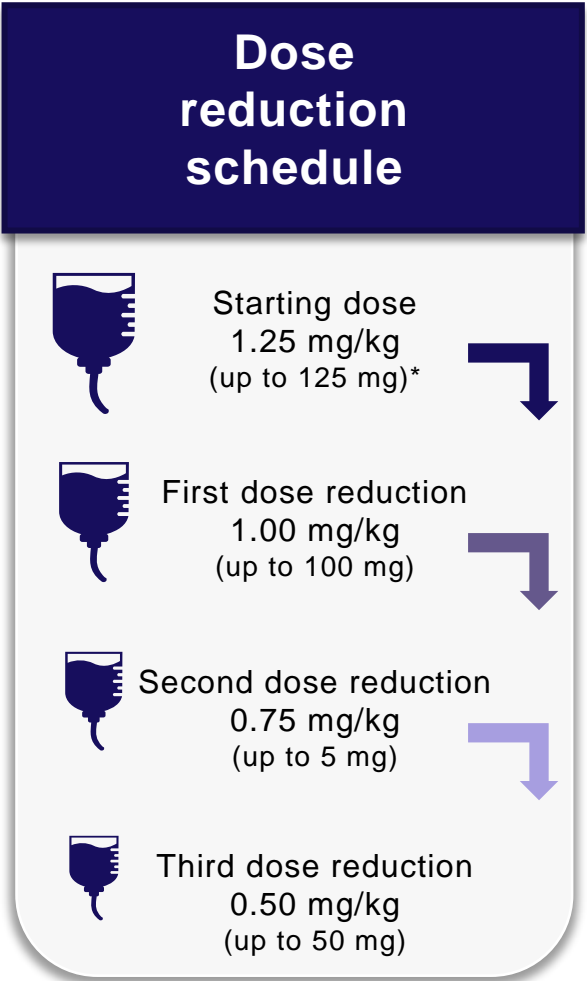 Dose
reduction
schedule
Starting dose
1.25 mg/kg
(up to 125 mg)*
First dose reduction
1.00 mg/kg
(up to 100 mg)
Second dose reduction
0.75 mg/kg
(up to 5 mg)
Third dose reduction
0.50 mg/kg
(up to 50 mg)